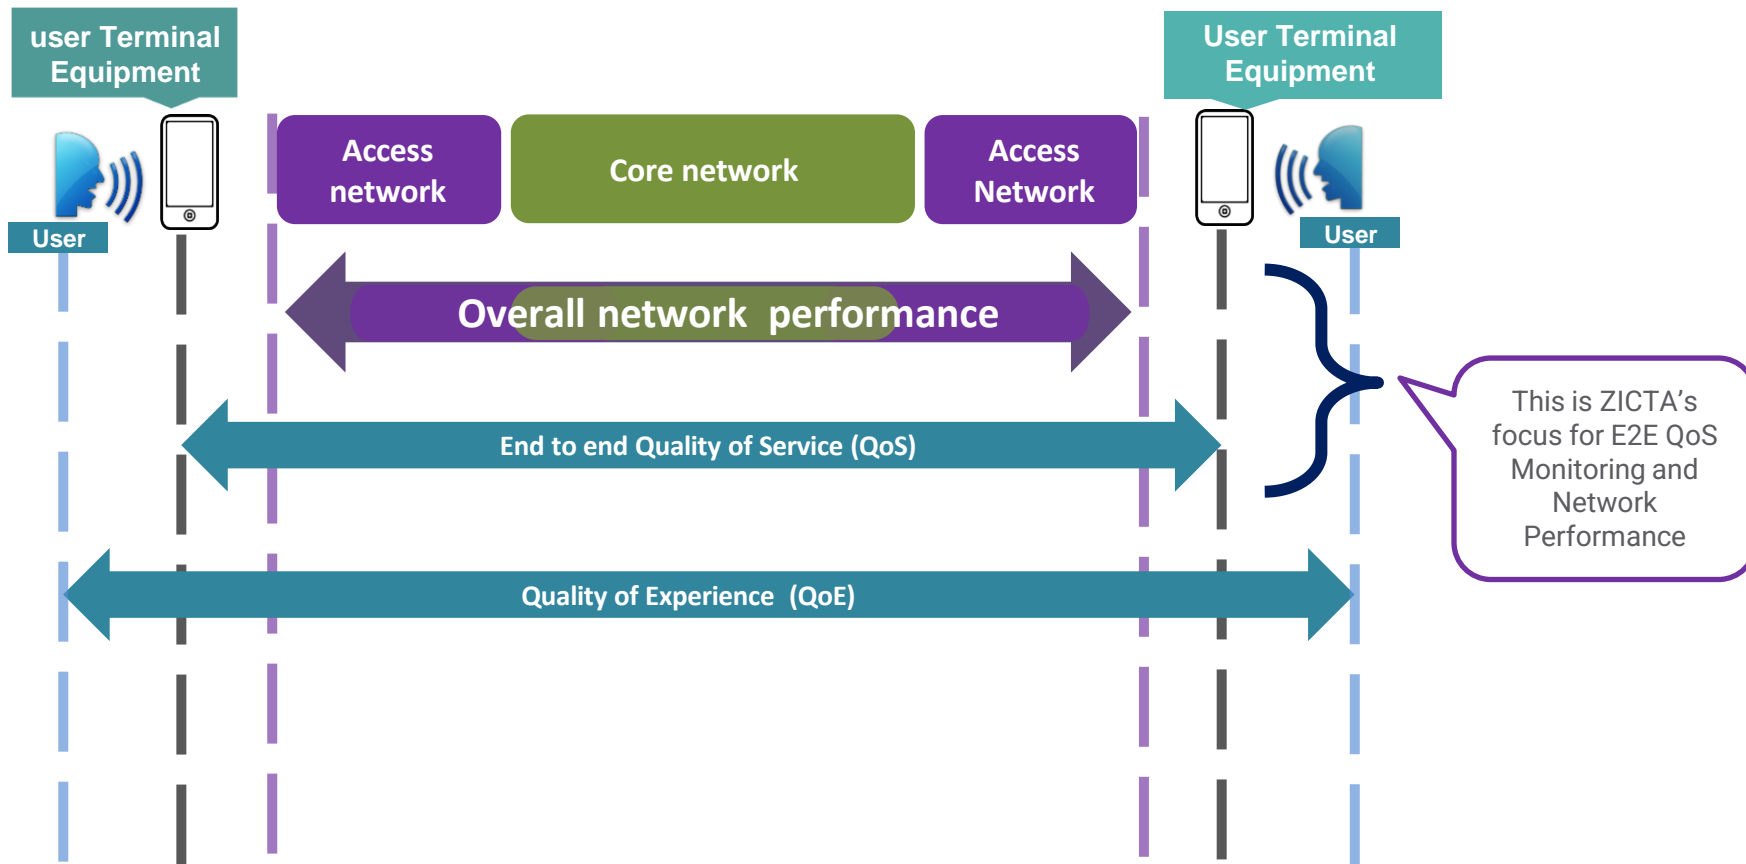 user Terminal
Equipment
User Terminal
Equipment
Access
network
Core network
Access
Network
User
User
Overall network  performance
End to end Quality of Service (QoS)
This is ZICTA’s
focus for E2E QoS
Monitoring and
Network
Performance
Quality of Experience  (QoE)